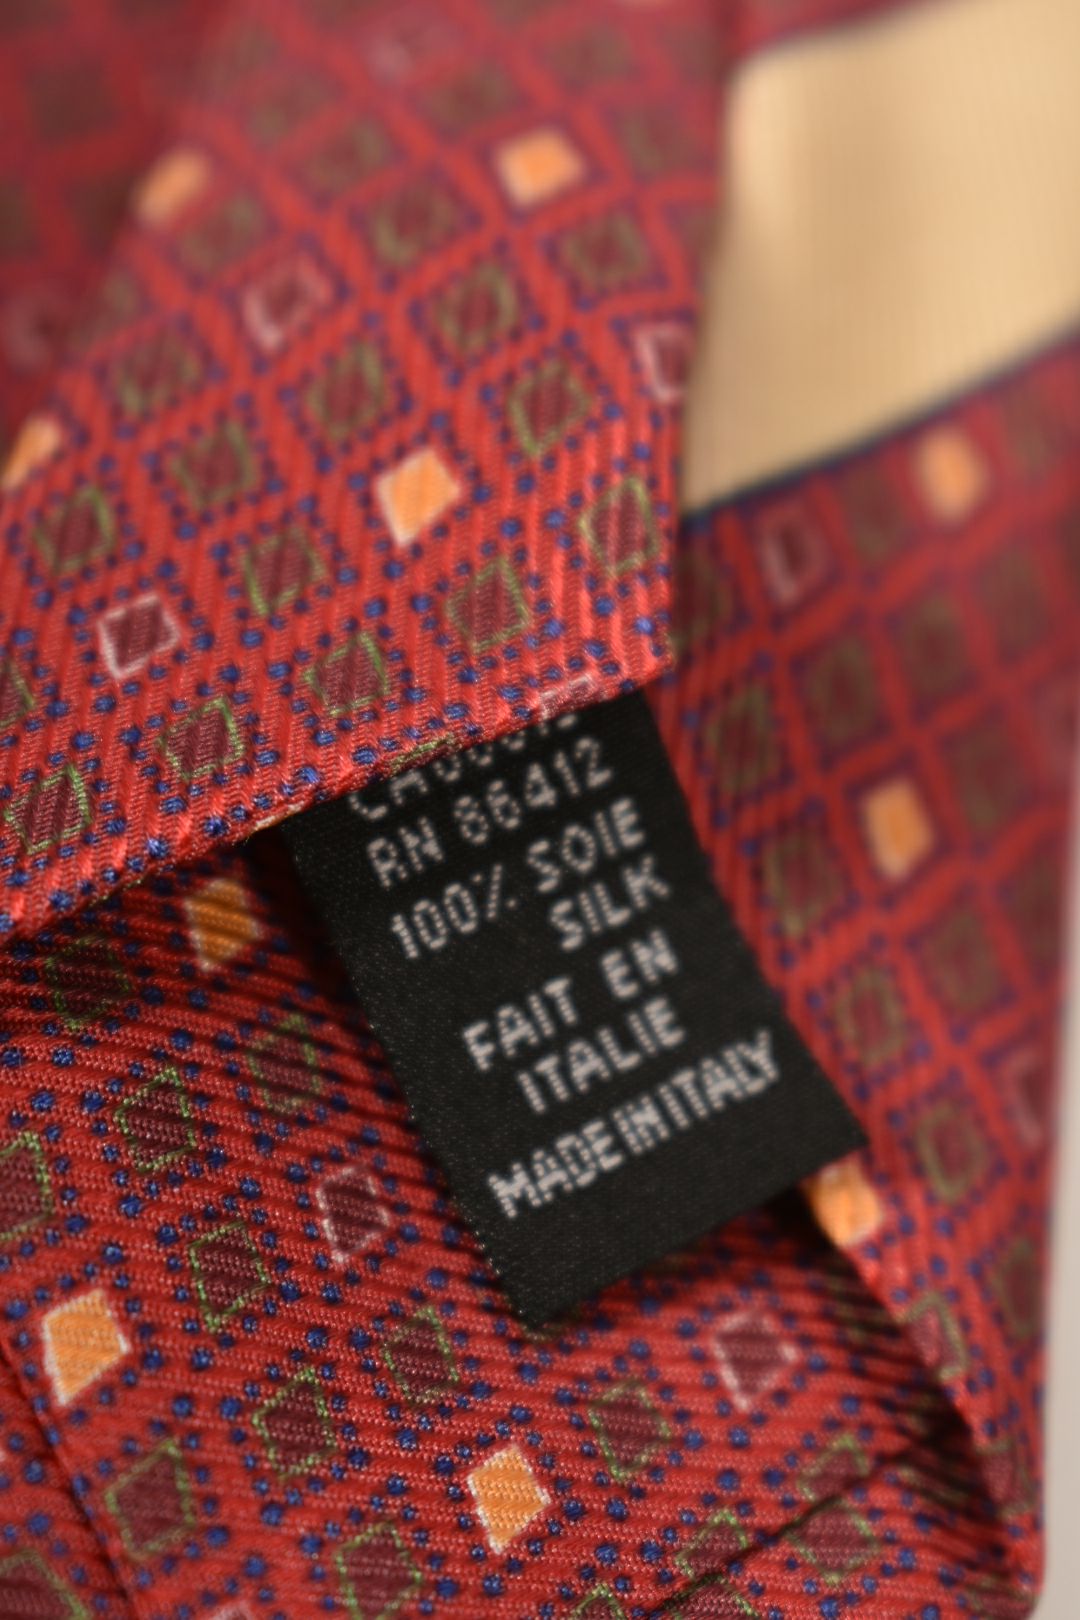 RN 86412
100% SOIE
SILK
FAIT EN
ITALIE
MADE IN ITALY